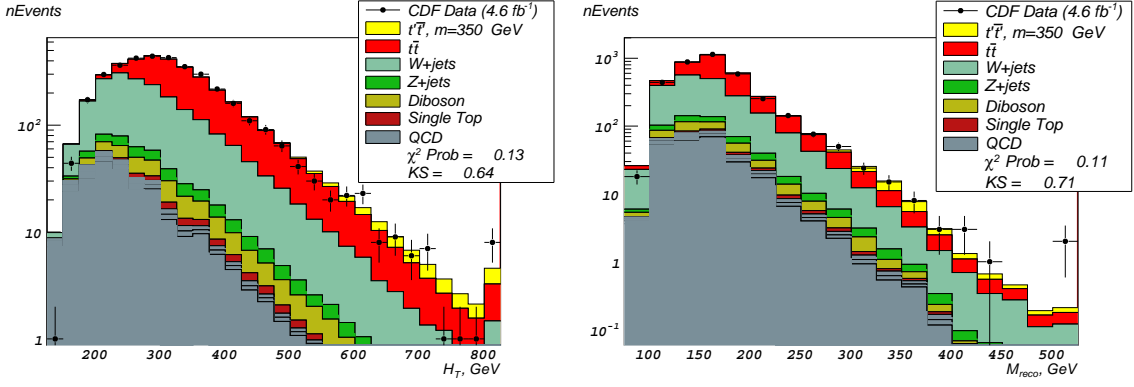 nEvents
CDF Data (4.6 fb⁻¹)
t't̄', m=350 GeV
tt̄
W+jets
Z+jets
Diboson
Single Top
QCD
χ² Prob = 0.13
KS = 0.64
10²
10
1
200 300 400 500 600 700 800
H_T, GeV
nEvents
CDF Data (4.6 fb⁻¹)
t't̄', m=350 GeV
tt̄
W+jets
Z+jets
Diboson
Single Top
QCD
χ² Prob = 0.11
KS = 0.71
10³
10²
10
1
10⁻¹
100 150 200 250 300 350 400 450 500
M_reco, GeV